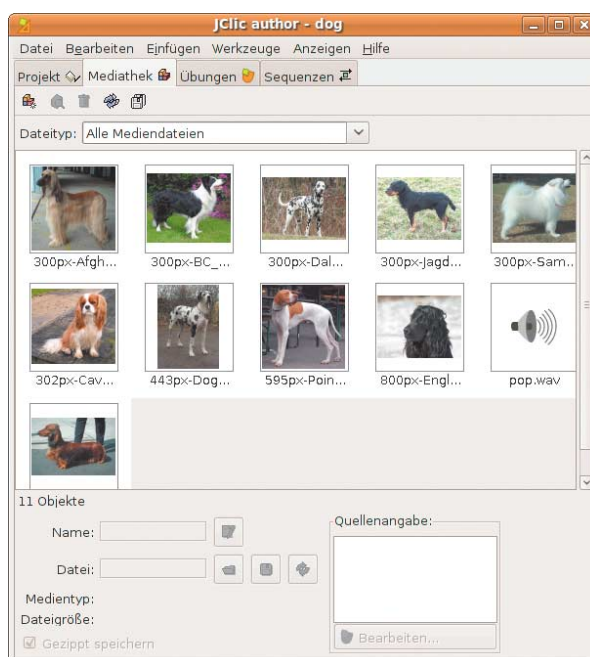 JClic author - dog
Datei Bearbeiten Einfügen Werkzeuge Anzeigen Hilfe
Projekt Mediathek Übungen Sequenzen
Dateityp: Alle Mediendateien
300px-Afgh... 300px-BC_... 300px-Dal... 300px-Jagd... 300px-Sam...
302px-Cav... 443px-Dog... 595px-Poin... 800px-Engl... pop.wav
11 Objekte
Name:
Datei:
Medientyp:
Dateigröße:
Gezippt speichern
Quellenangabe:
Bearbeiten...